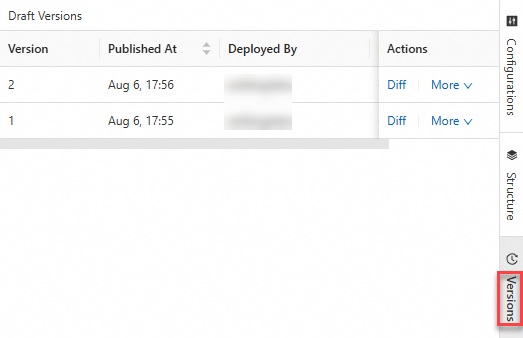 Draft Versions
Version Published At Deployed By Actions
2 Aug 6, 17:56 Diff More
1 Aug 6, 17:55 Diff More
Configurations
Structure
Versions